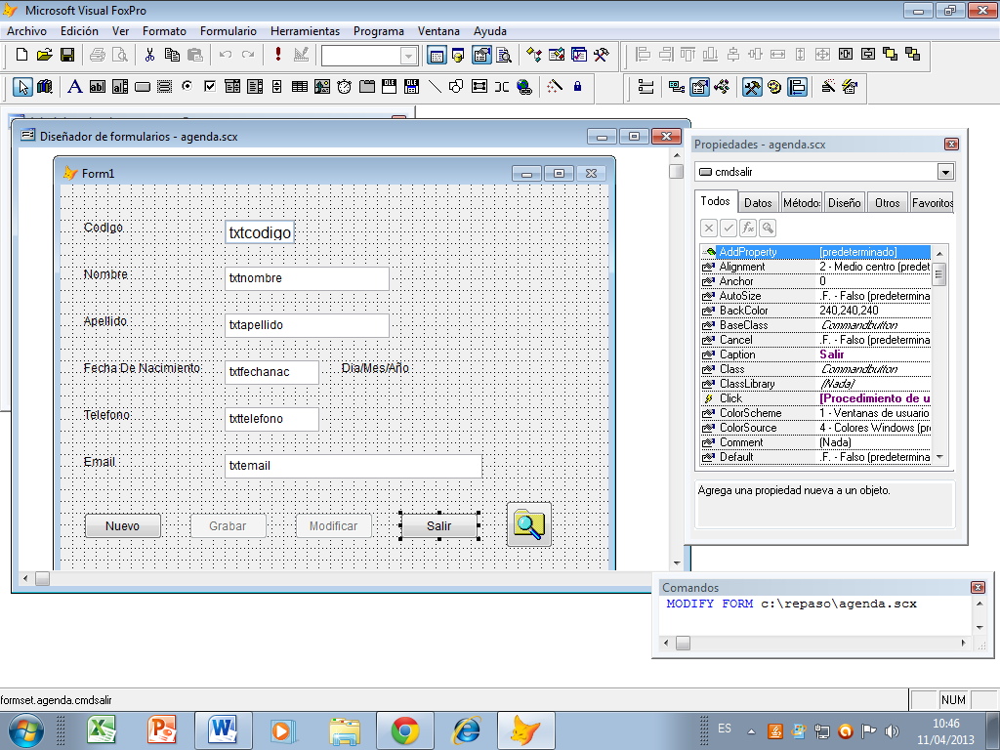 Microsoft Visual FoxPro
Archivo Edición Ver Formato Formulario Herramientas Programa Ventana Ayuda
Diseñador de formularios - agenda.scx
Form1
Código
txtcodigo
Nombre
txtnombre
Apellido
txtapellido
Fecha De Nacimiento
txtfechanac
Dia/Mes/Año
Telefono
txttelefono
Email
txtemail
Nuevo Grabar Modificar Salir
Propiedades - agenda.scx
cmdsalir
Todos Datos Método: Diseño Otros Favoritos
AddProperty [predeterminado]
Alignment 2 - Medio centro (predet
Anchor 0
AutoSize .F. - Falso (predetermina
BackColor 240,240,240
BaseClass Commandbutton
Cancel .F. - Falso (predetermina
Caption Salir
Class Commandbutton
ClassLibrary (Nada)
Click [Procedimiento de u
ColorScheme 1 - Ventanas de usuario
ColorSource 4 - Colores Windows (pr
Comment (Nada)
Default .F. - Falso (predetermina
Agrega una propiedad nueva a un objeto.
Comandos
MODIFY FORM c:\repaso\agenda.scx
formset.agenda.cmdsalir
NUM
ES
10:46
11/04/2013